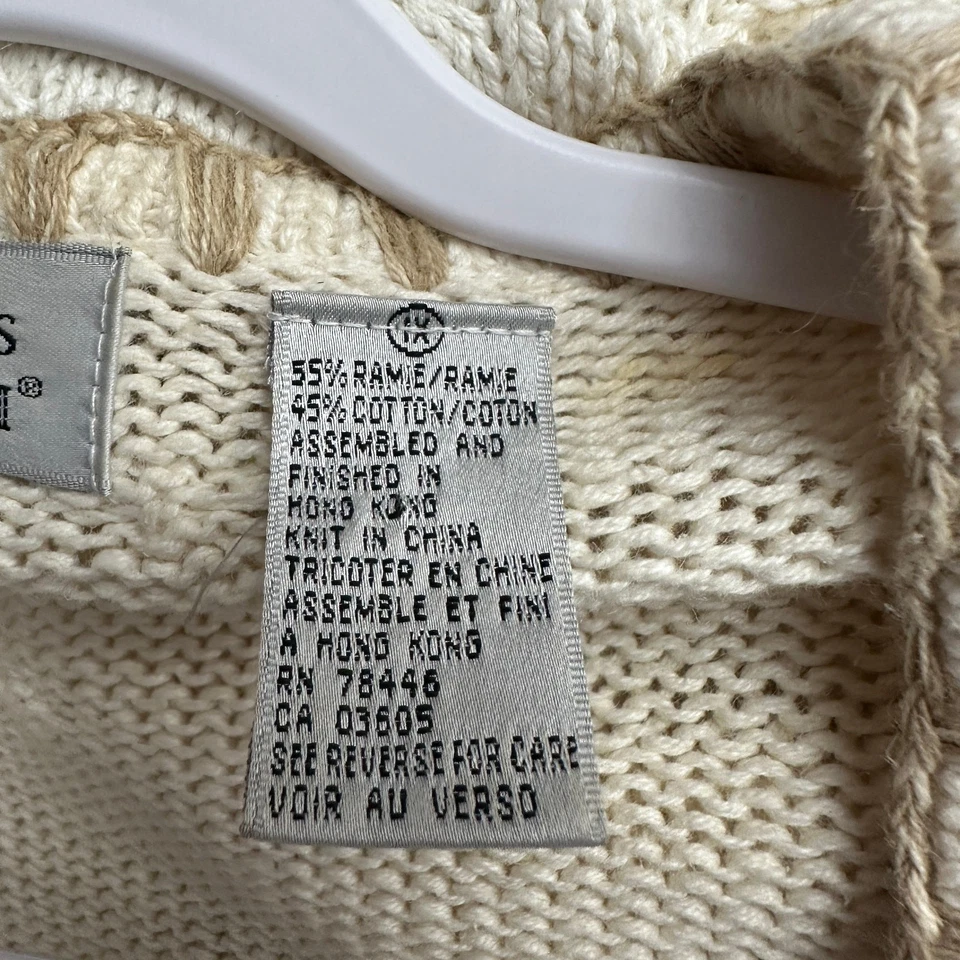 S
®
1X
55% RAMIE/RAMIE
45% COTTON/COTON
ASSEMBLED AND
FINISHED IN
HONG KONG
KNIT IN CHINA
TRICOTER EN CHINE
ASSEMBLE ET FINI
A HONG KONG
RN 78446
CA 03605
SEE REVERSE FOR CARE
VOIR AU VERSO